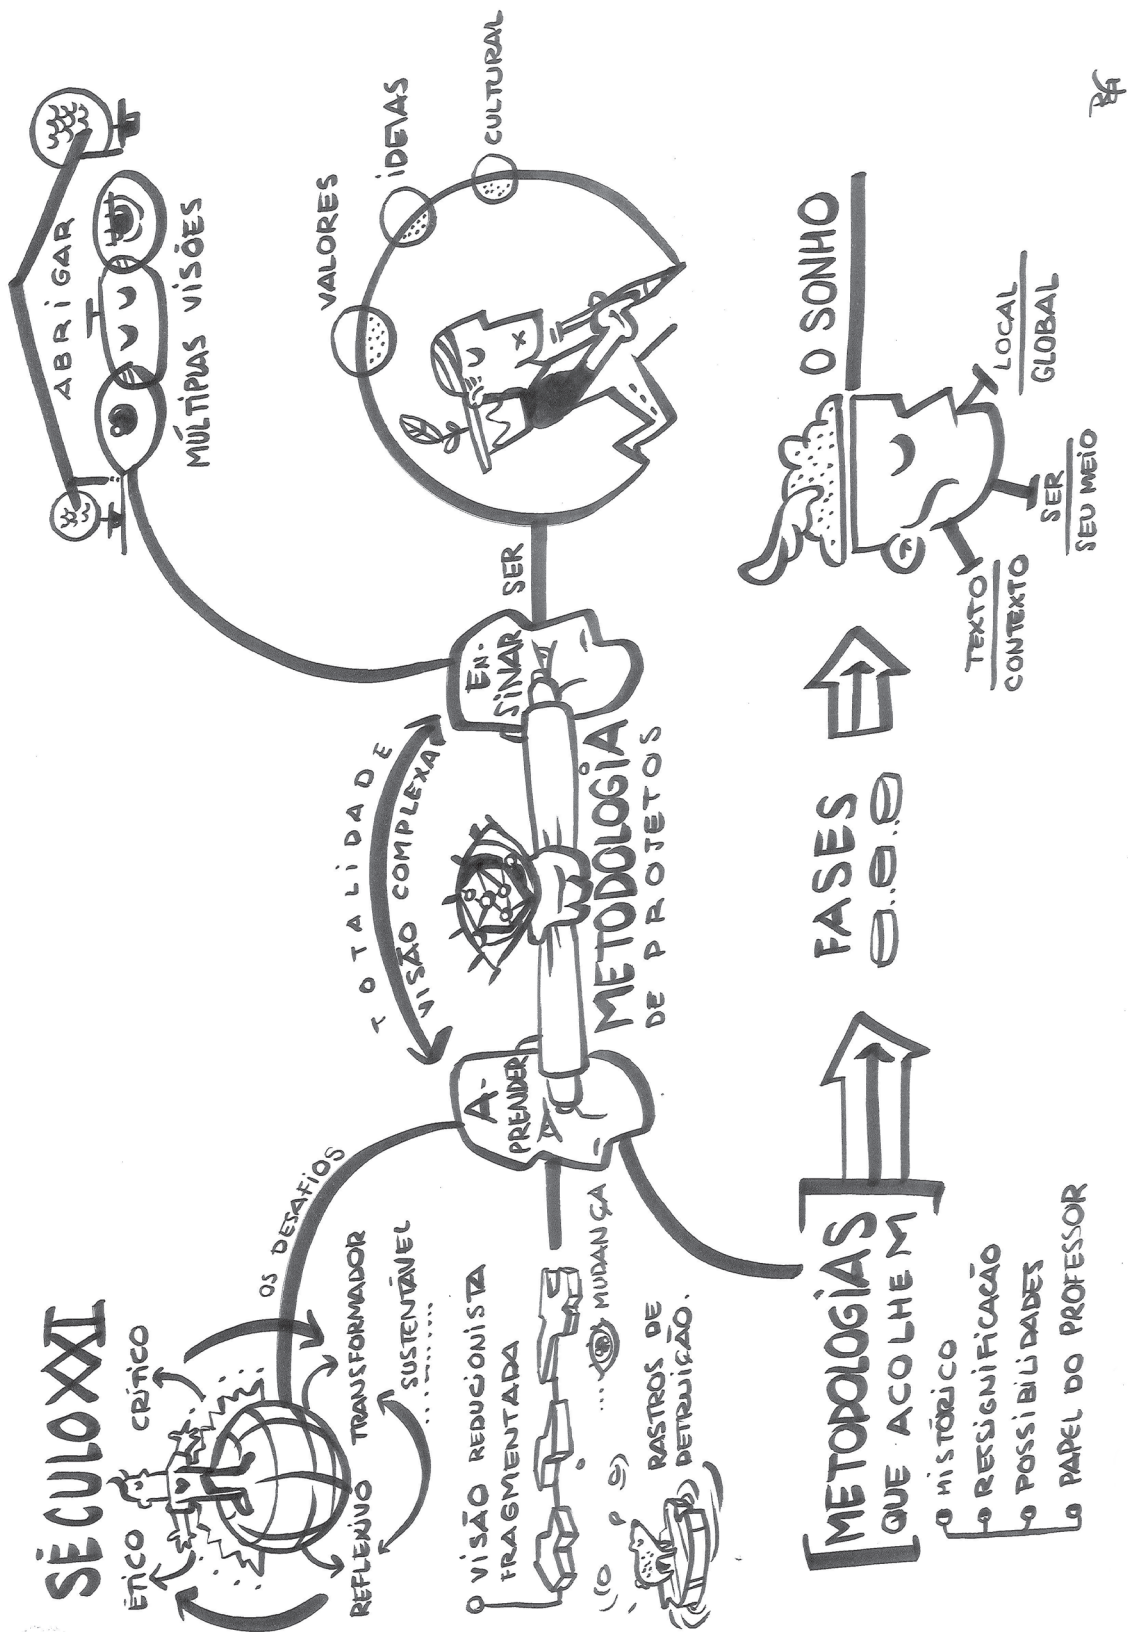 SÉCULO XXI
ÉTICO
CRÍTICO
REFLEXIVO
TRANSFORMADOR
SUSTENTÁVEL
OS DESAFIOS
VISÃO REDUCIONISTA
FRAGMENTADA
... MUDANÇA
RASTROS DE
DETRUIÇÃO.
TOTALIDADE
VISÃO COMPLEXA
A-
PRENDER
EN-
SINAR
METODOLOGIA
DE PROJETOS
ABRIGAR
MÚLTIPLAS VISÕES
SER
VALORES
IDEIAS
CULTURAL
[METODOLOGIAS
QUE ACOLHEM]
HISTÓRICO
RESSIGNIFICAÇÃO
POSSIBILIDADES
PAPEL DO PROFESSOR
FASES
O SONHO
TEXTO
CONTEXTO
SER
SEU MEIO
LOCAL
GLOBAL